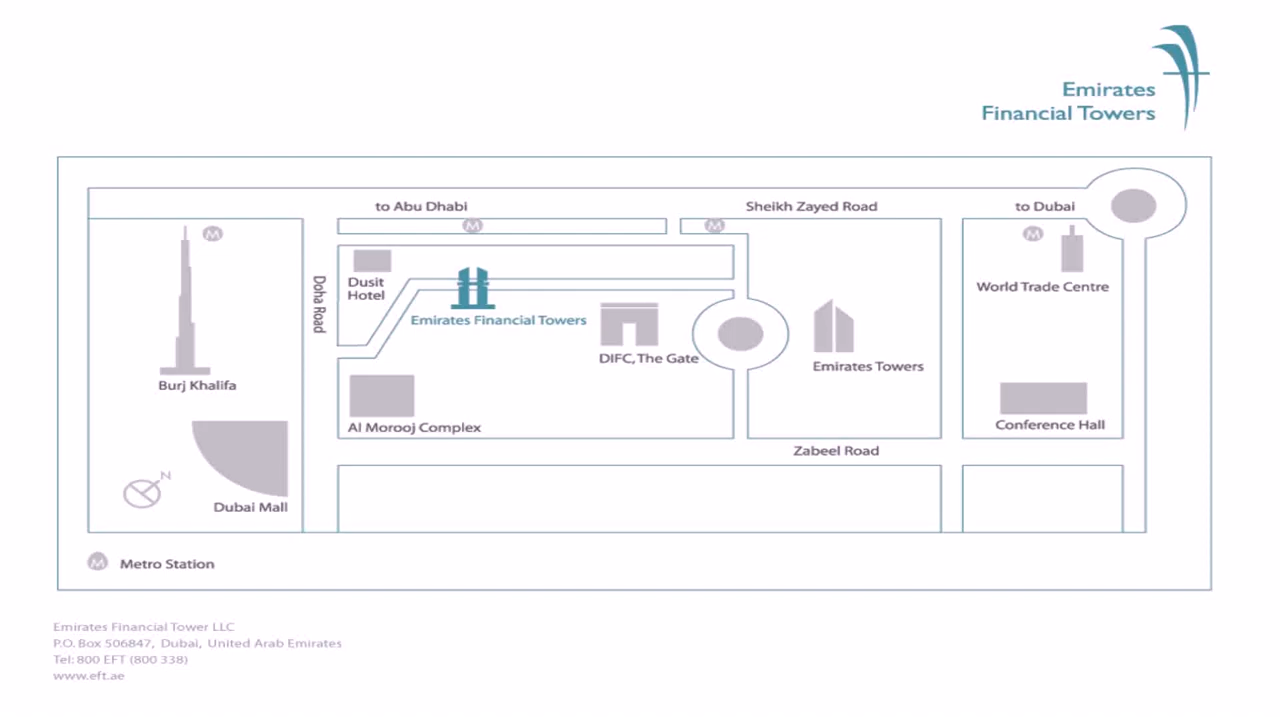 Emirates
Financial Towers
to Abu Dhabi
Sheikh Zayed Road
to Dubai
M
M
M
M
Dusit
Hotel
Doha Road
World Trade Centre
Emirates Financial Towers
DIFC, The Gate
Emirates Towers
Burj Khalifa
Al Morooj Complex
Conference Hall
Zabeel Road
N
Dubai Mall
M
Metro Station
Emirates Financial Tower LLC
P.O. Box 506847, Dubai, United Arab Emirates
Tel: 800 EFT (800 338)
www.eft.ae